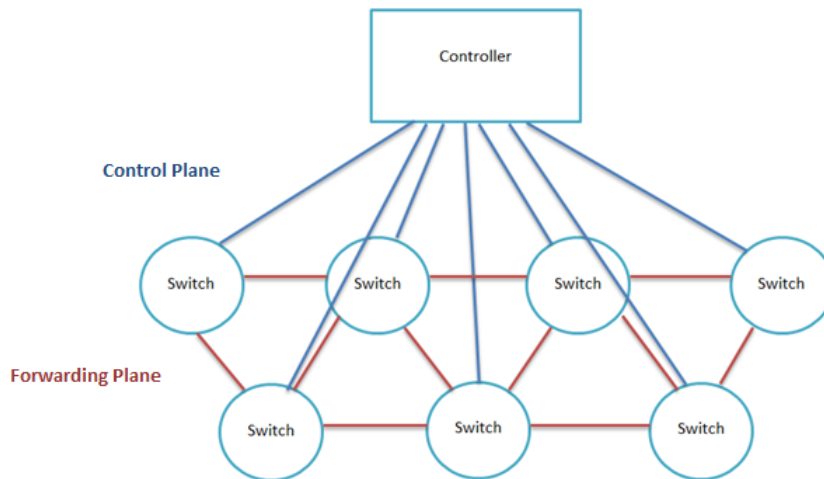 Controller
Control Plane
Switch
Switch
Switch
Switch
Forwarding Plane
Switch
Switch
Switch